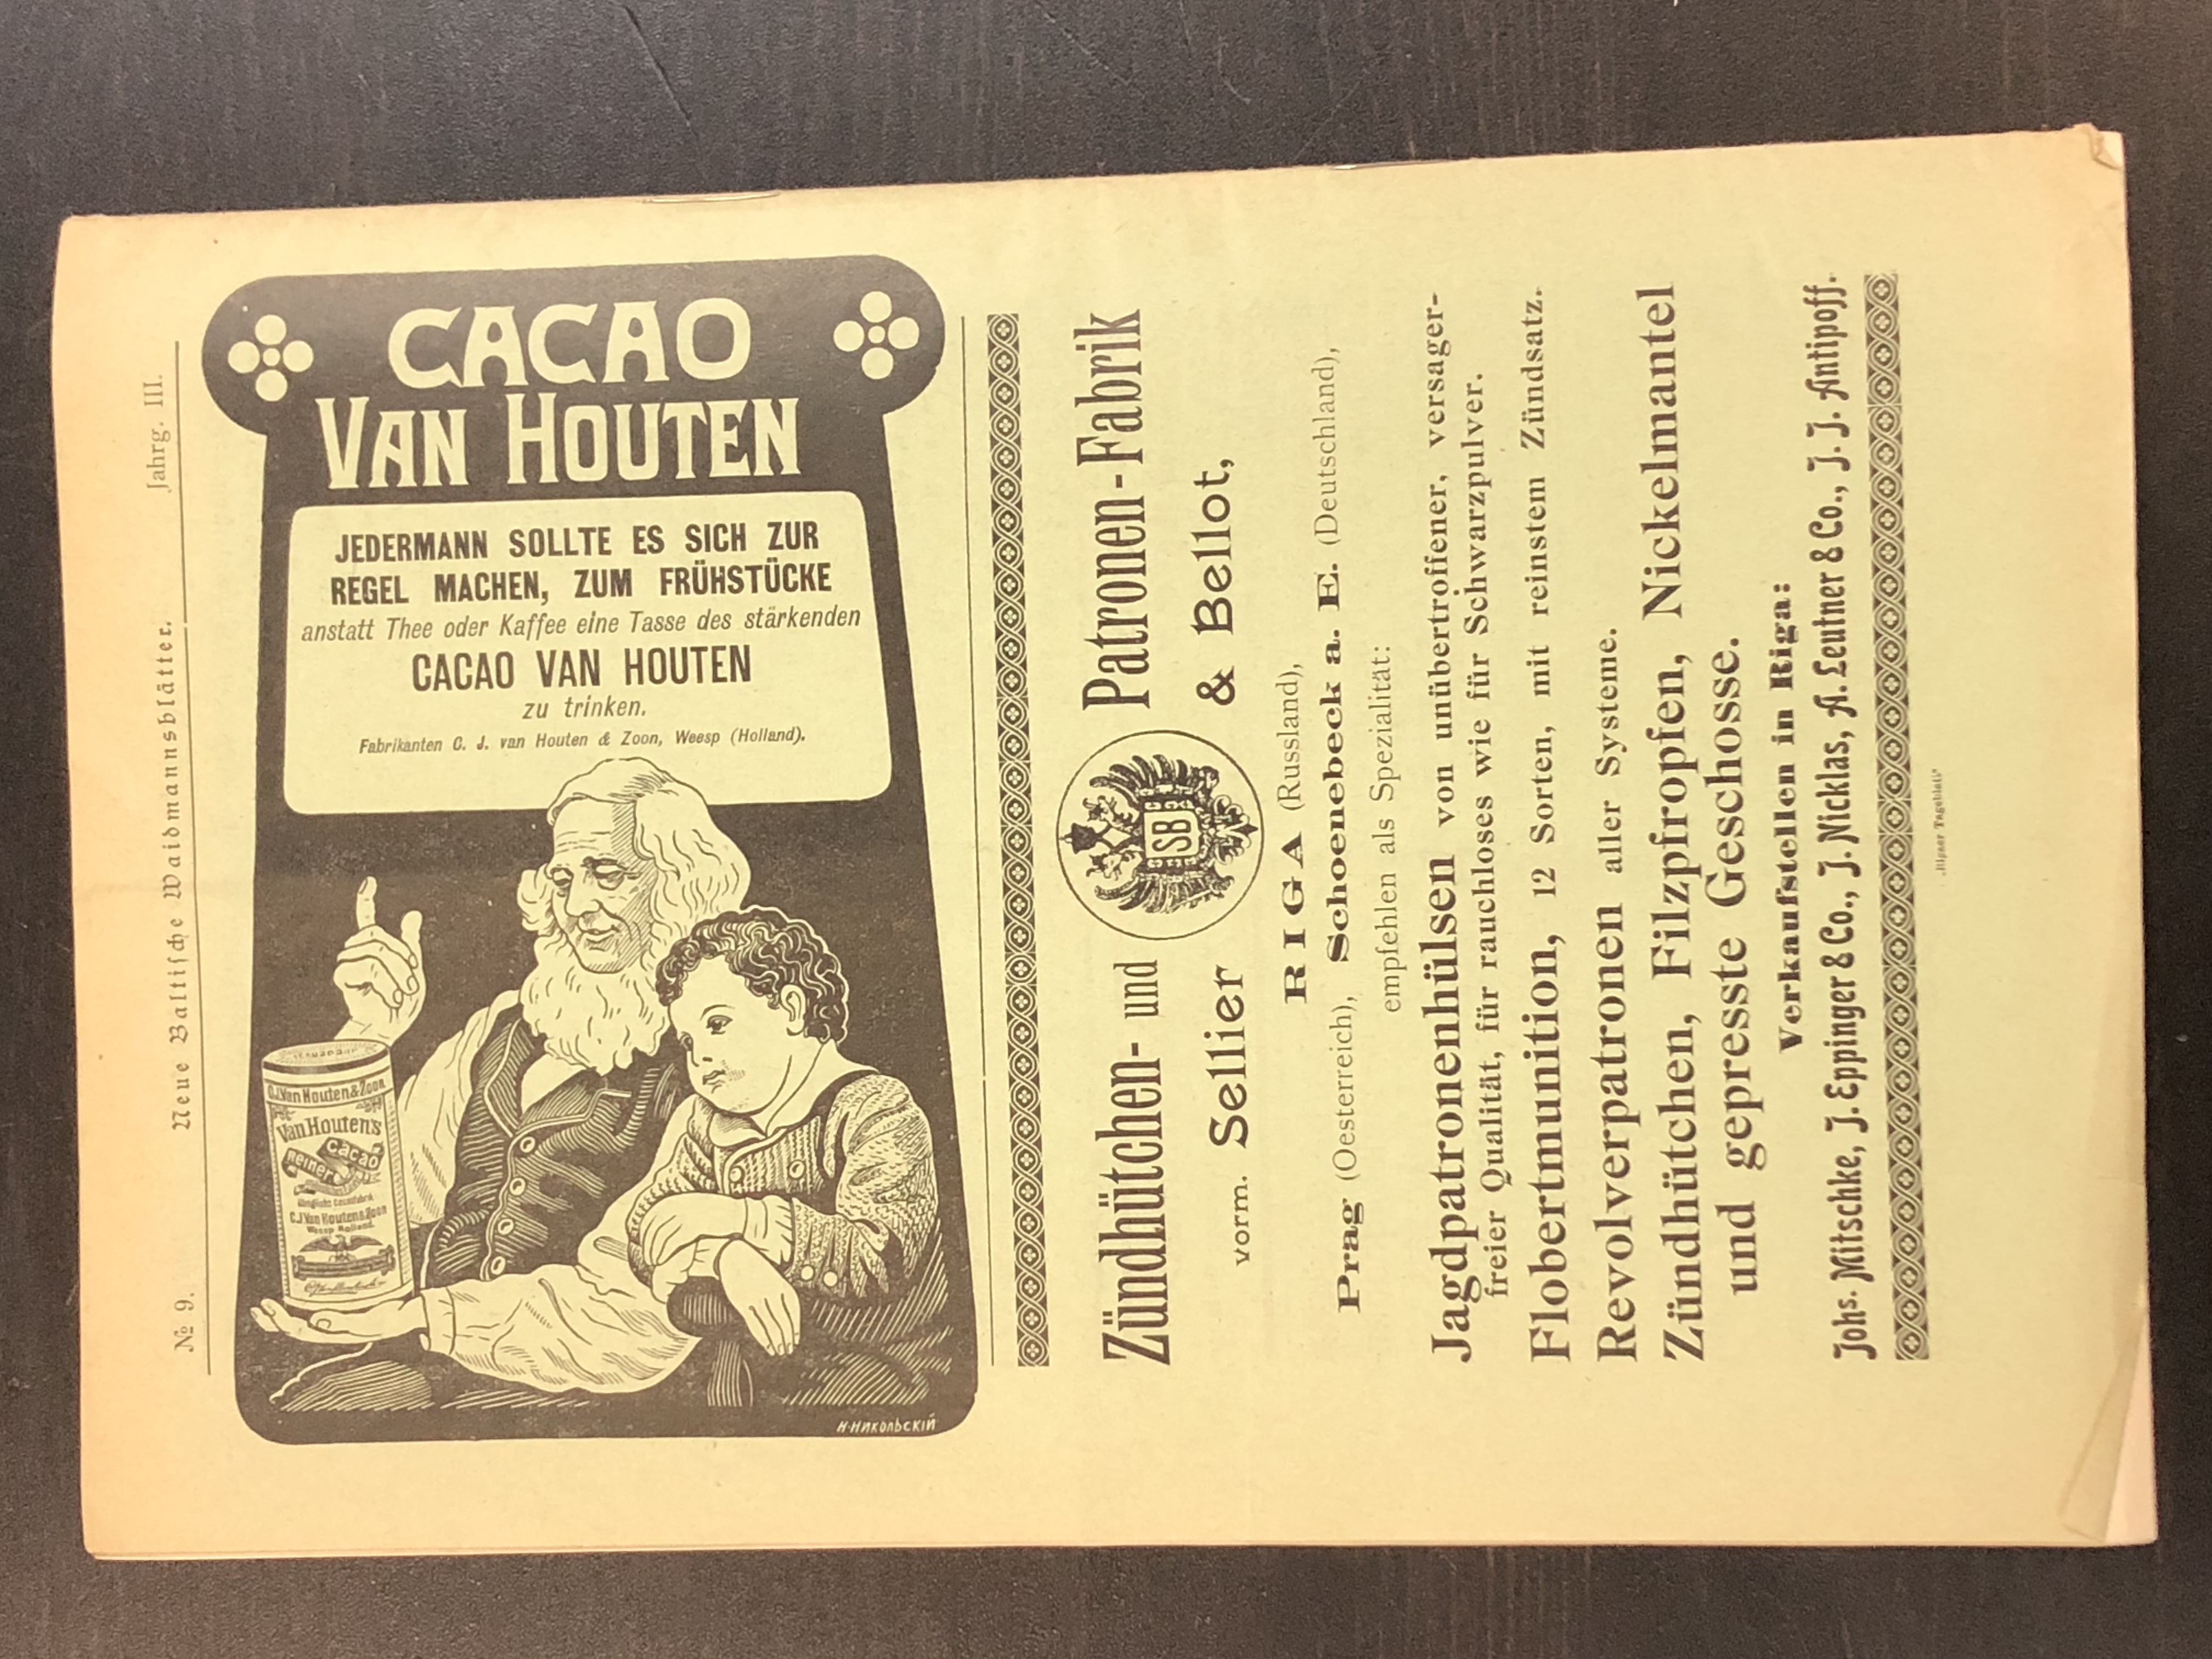 № 9.
Neue Baltische Waidmannsblätter.
Jahrg. III.
CACAO
VAN HOUTEN
JEDERMANN SOLLTE ES SICH ZUR
REGEL MACHEN, ZUM FRÜHSTÜCKE
anstatt Thee oder Kaffee eine Tasse des stärkenden
CACAO VAN HOUTEN
zu trinken.
Fabrikanten C. J. van Houten & Zoon, Weesp (Holland).
C.J. Van Houten & Zoon
Van Houten's
reiner
Cacao
C.J. Van Houten & Zoon
Weesp Holland.
Н·Никольскій
Zündhütchen- und Patronen-Fabrik
vorm. Sellier & Bellot,
SB
RIGA (Russland),
Prag (Oesterreich), Schoenebeck a. E. (Deutschland),
empfehlen als Spezialität:
Jagdpatronenhülsen von unübertroffener, versager-
freier Qualität, für rauchloses wie für Schwarzpulver.
Flobertmunition, 12 Sorten, mit reinstem Zündsatz.
Revolverpatronen aller Systeme.
Zündhütchen, Filzpfropfen, Nickelmantel
und gepresste Geschosse.
Verkaufstellen in Riga:
Johs. Mitschke, J. Eppinger & Co., J. Nicklas, A. Leutner & Co., J. J. Antipoff.
„Rigaer Tageblatt“